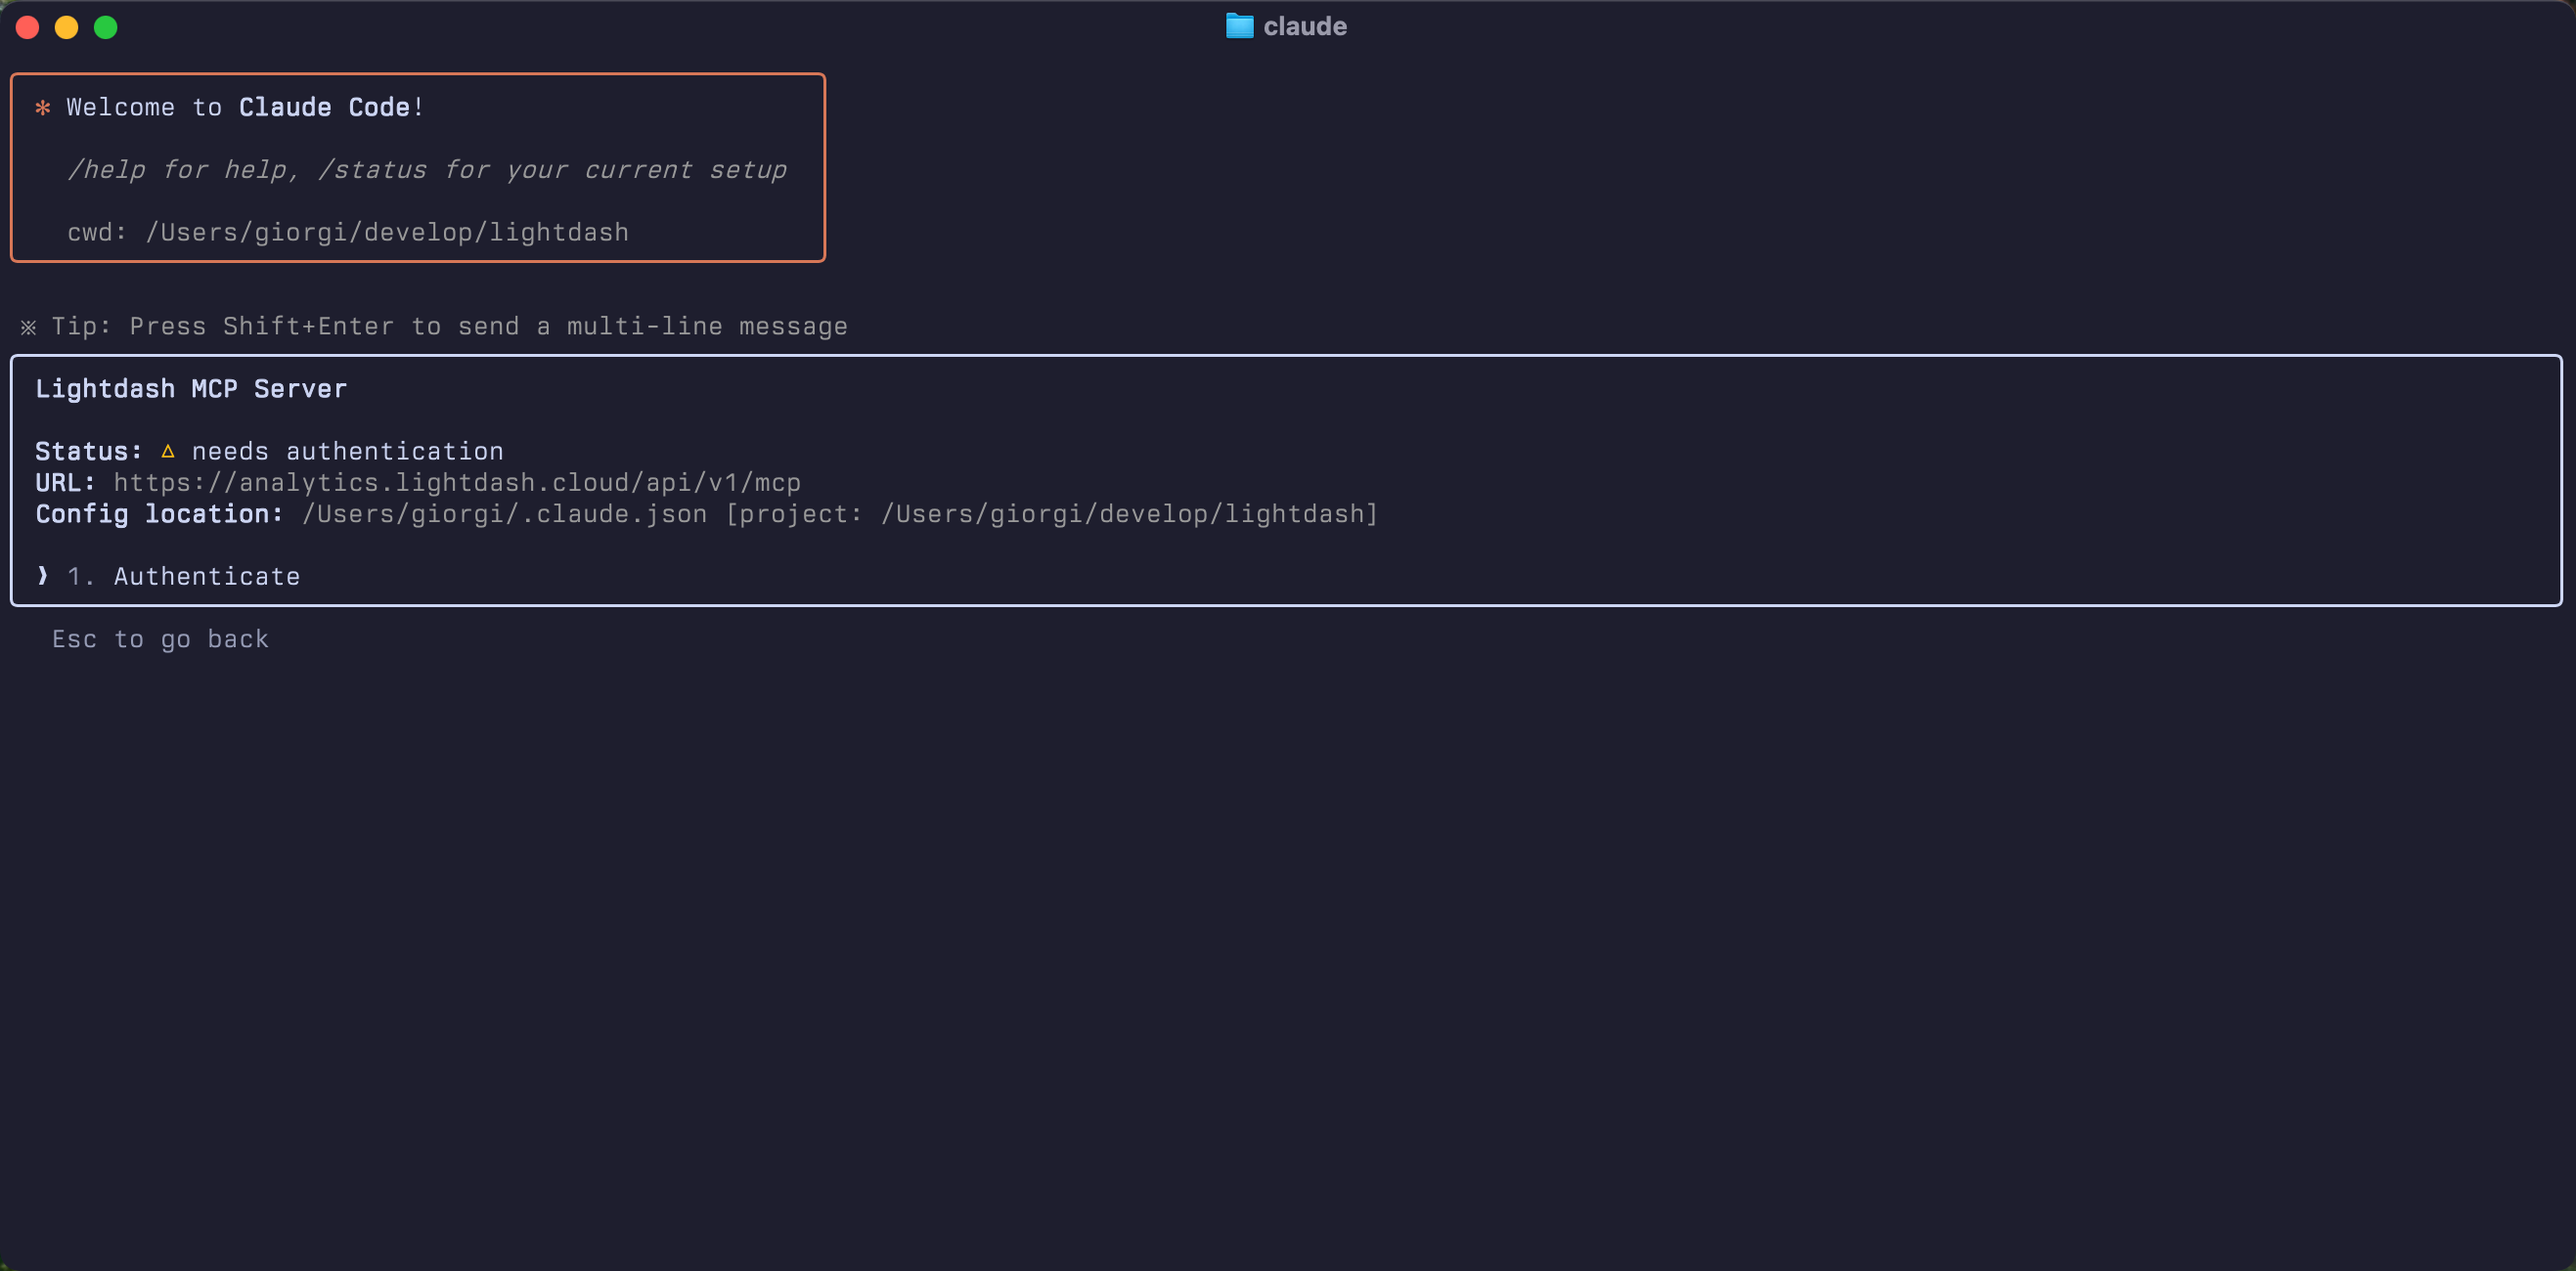 claude
✻ Welcome to Claude Code!
/help for help, /status for your current setup
cwd: /Users/giorgi/develop/lightdash
※ Tip: Press Shift+Enter to send a multi-line message
Lightdash MCP Server
Status: △ needs authentication
URL: https://analytics.lightdash.cloud/api/v1/mcp
Config location: /Users/giorgi/.claude.json [project: /Users/giorgi/develop/lightdash]
❯ 1. Authenticate
Esc to go back